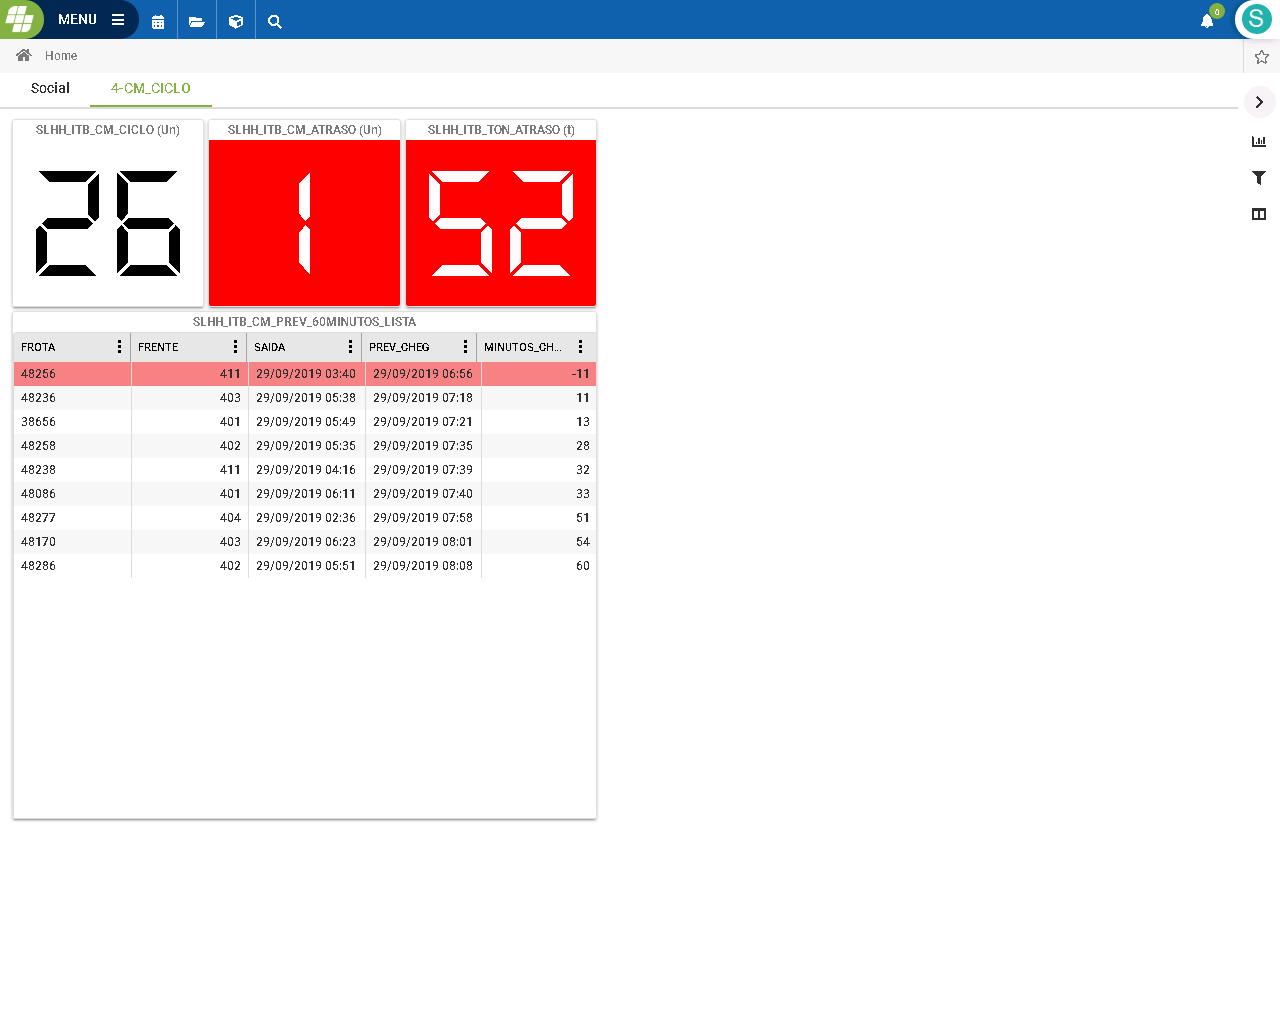 MENU
0
S
Home
Social 4-CM_CICLO
SLHH_ITB_CM_CICLO (Un) SLHH_ITB_CM_ATRASO (Un) SLHH_ITB_TON_ATRASO (t)
26 1 52
SLHH_ITB_CM_PREV_60MINUTOS_LISTA
FROTA FRENTE SAIDA PREV_CHEG MINUTOS_CH...
48256 411 29/09/2019 03:40 29/09/2019 06:56 -11
48236 403 29/09/2019 05:38 29/09/2019 07:18 11
38656 401 29/09/2019 05:49 29/09/2019 07:21 13
48258 402 29/09/2019 05:35 29/09/2019 07:35 28
48238 411 29/09/2019 04:16 29/09/2019 07:39 32
48086 401 29/09/2019 06:11 29/09/2019 07:40 33
48277 404 29/09/2019 02:36 29/09/2019 07:58 51
48170 403 29/09/2019 06:23 29/09/2019 08:01 54
48286 402 29/09/2019 05:51 29/09/2019 08:08 60